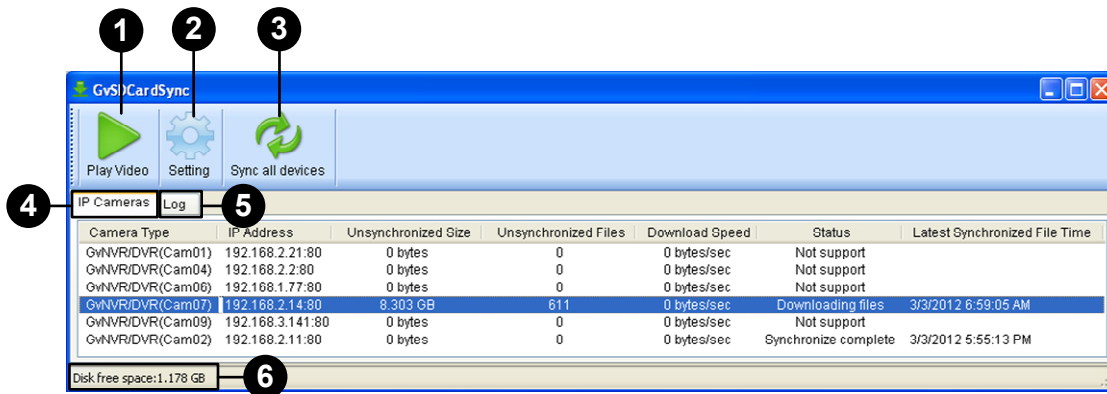 1 2 3
GvSDCardSync
Play Video Setting Sync all devices
4 IP Cameras Log 5
Camera Type IP Address Unsynchronized Size Unsynchronized Files Download Speed Status Latest Synchronized File Time
GvNVR/DVR(Cam01) 192.168.2.21:80 0 bytes 0 0 bytes/sec Not support
GvNVR/DVR(Cam04) 192.168.2.2:80 0 bytes 0 0 bytes/sec Not support
GvNVR/DVR(Cam06) 192.168.1.77:80 0 bytes 0 0 bytes/sec Not support
GvNVR/DVR(Cam07) 192.168.2.14:80 8.303 GB 611 0 bytes/sec Downloading files 3/3/2012 6:59:05 AM
GvNVR/DVR(Cam09) 192.168.3.141:80 0 bytes 0 0 bytes/sec Not support
GvNVR/DVR(Cam02) 192.168.2.11:80 0 bytes 0 0 bytes/sec Synchronize complete 3/3/2012 5:55:13 PM
Disk free space:1.178 GB 6